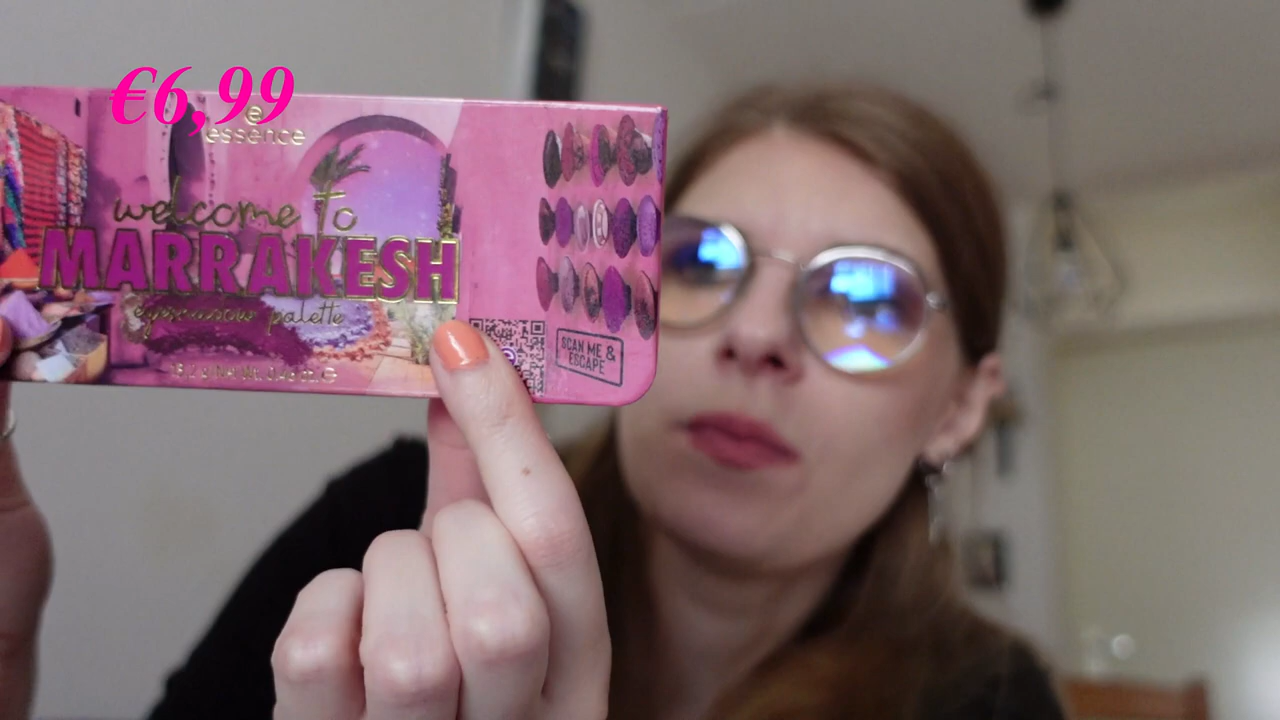 €6,99
e
essence
welcome to
MARRAKESH
eyeshadow palette
SCAN ME &
ESCAPE